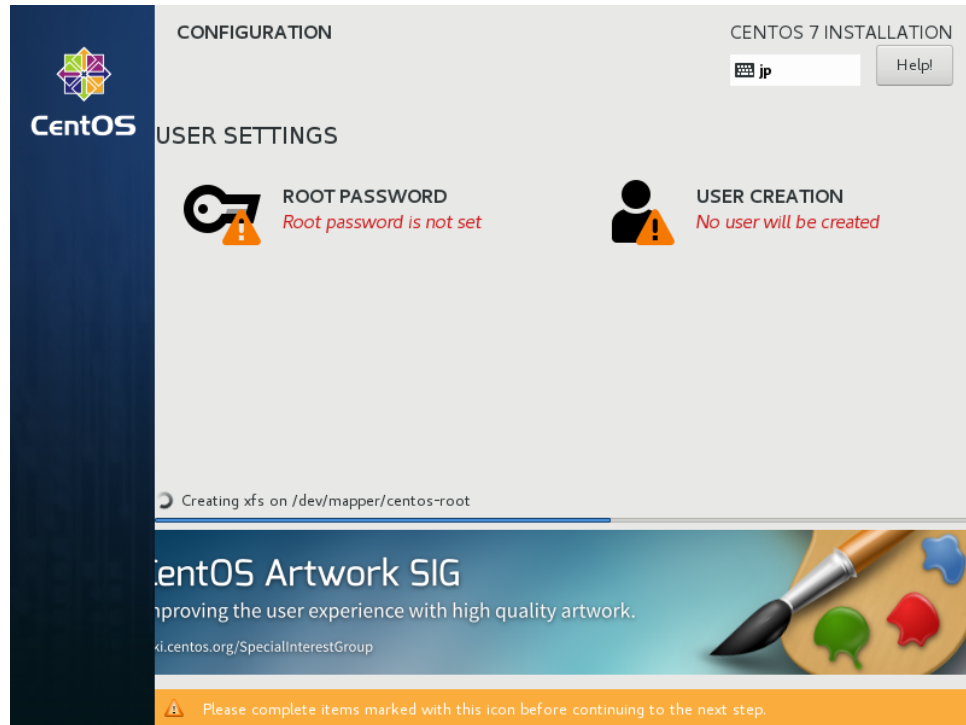 CONFIGURATION
CENTOS 7 INSTALLATION
jp
Help!
CentOS
USER SETTINGS
ROOT PASSWORD
Root password is not set
USER CREATION
No user will be created
Creating xfs on /dev/mapper/centos-root
entOS Artwork SIG
proving the user experience with high quality artwork.
ki.centos.org/SpecialInterestGroup
Please complete items marked with this icon before continuing to the next step.